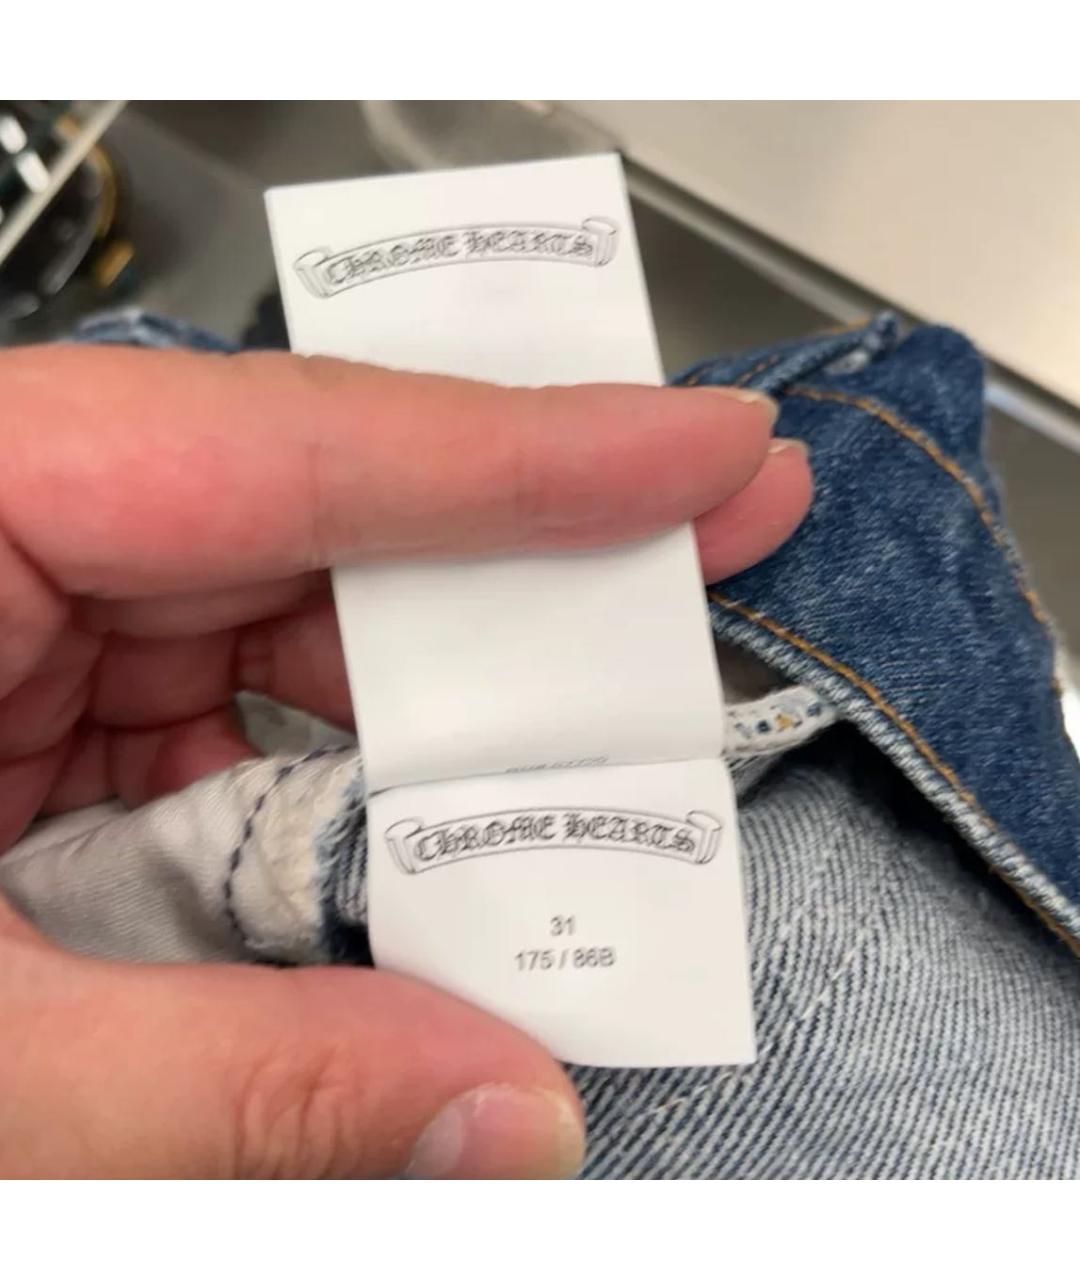 CHROME HEARTS
CHROME HEARTS
31
175 / 86B